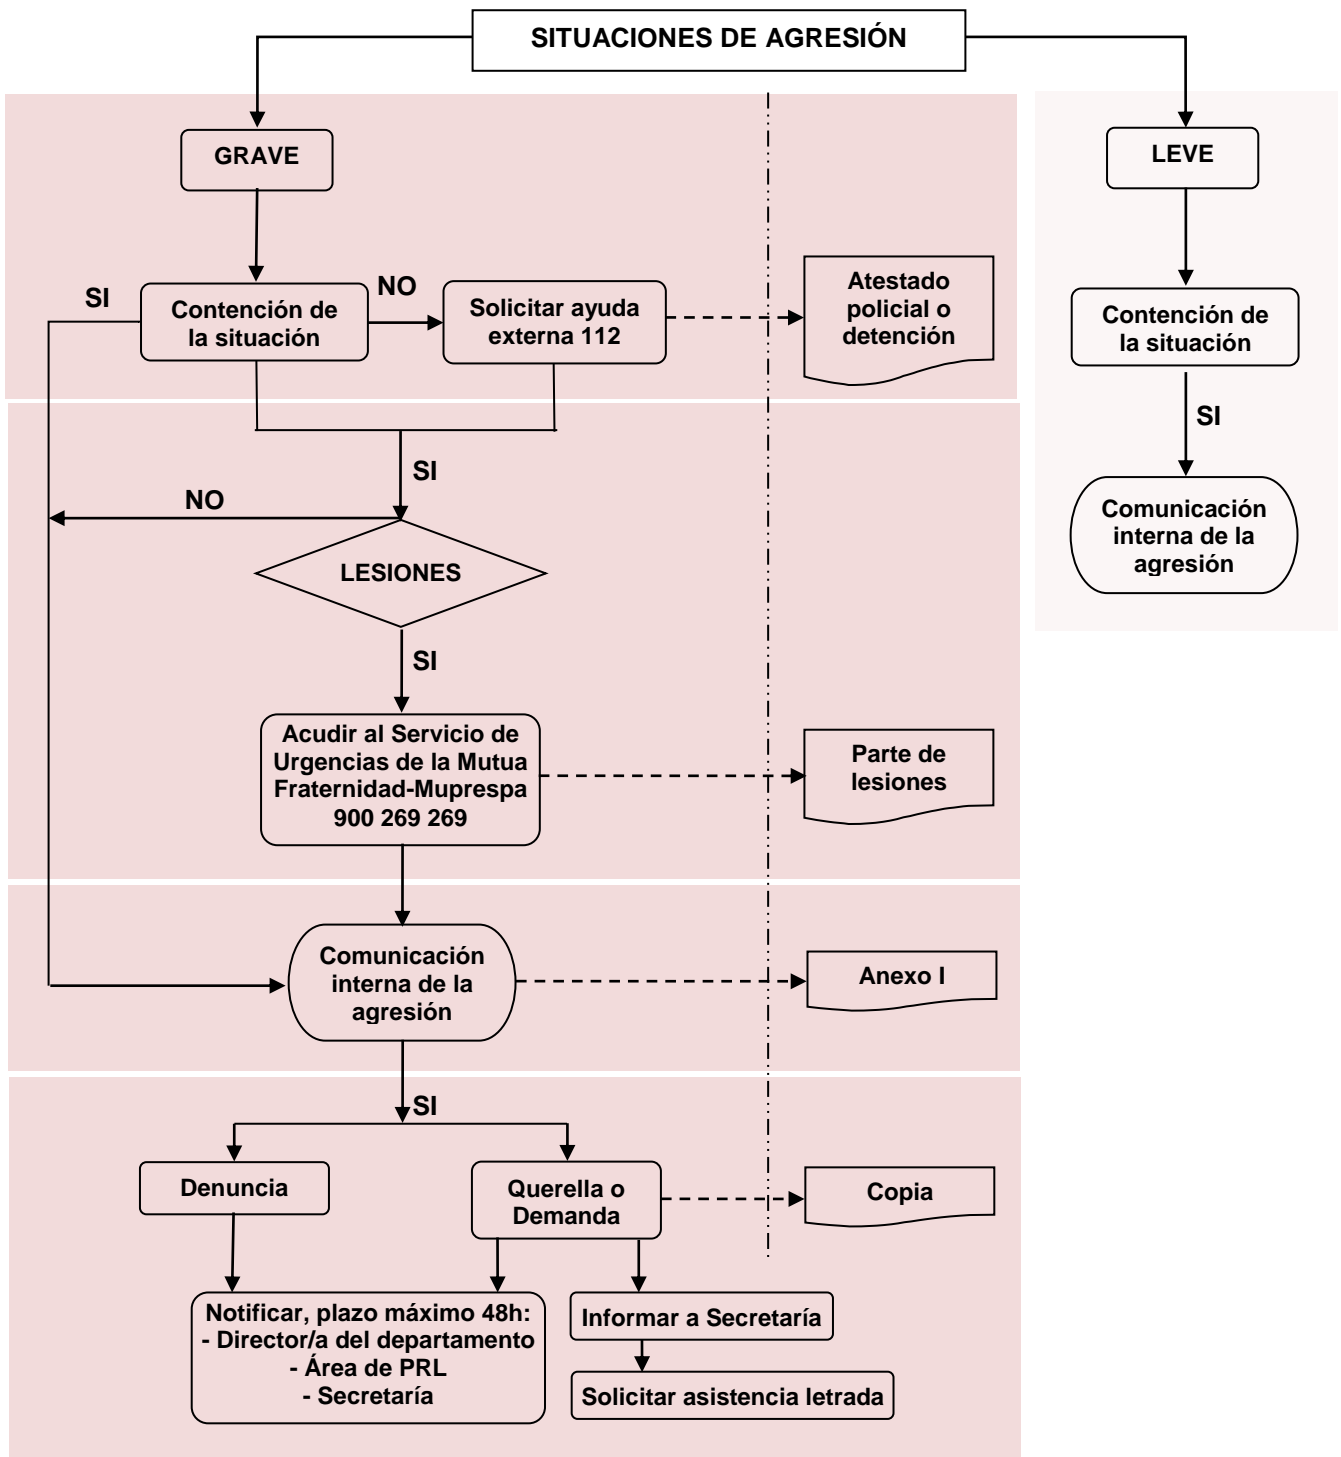 SITUACIONES DE AGRESIÓN
GRAVE
LEVE
SI
Contención de
la situación
NO
Solicitar ayuda
externa 112
Atestado
policial o
detención
Contención de
la situación
SI
Comunicación
interna de la
agresión
SI
NO
LESIONES
SI
Acudir al Servicio de
Urgencias de la Mutua
Fraternidad-Muprespa
900 269 269
Parte de
lesiones
Comunicación
interna de la
agresión
Anexo I
SI
Denuncia
Querella o
Demanda
Copia
Notificar, plazo máximo 48h:
- Director/a del departamento
- Área de PRL
- Secretaría
Informar a Secretaría
Solicitar asistencia letrada